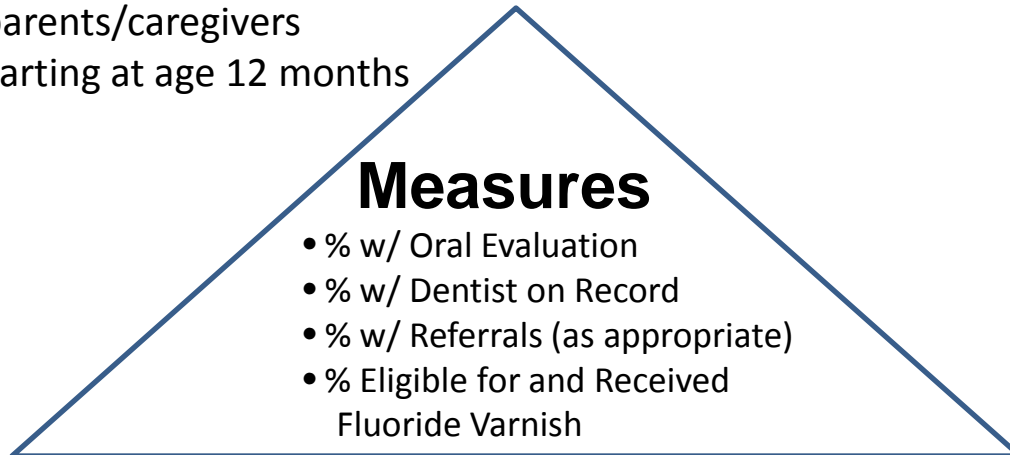 parents/caregivers
arting at age 12 months
Measures
• % w/ Oral Evaluation
• % w/ Dentist on Record
• % w/ Referrals (as appropriate)
• % Eligible for and Received
Fluoride Varnish